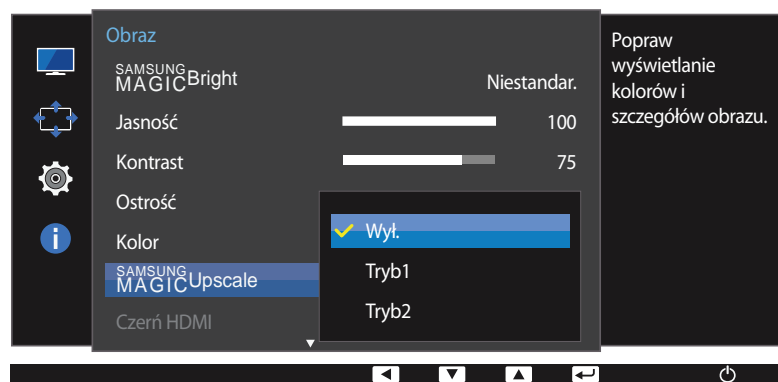 Obraz
SAMSUNG
MAGICBright Niestandar.
Jasność 100
Kontrast 75
Ostrość
Kolor
SAMSUNG
MAGICUpscale
Czerń HDMI
Wył.
Tryb1
Tryb2
Popraw
wyświetlanie
kolorów i
szczegółów obrazu.